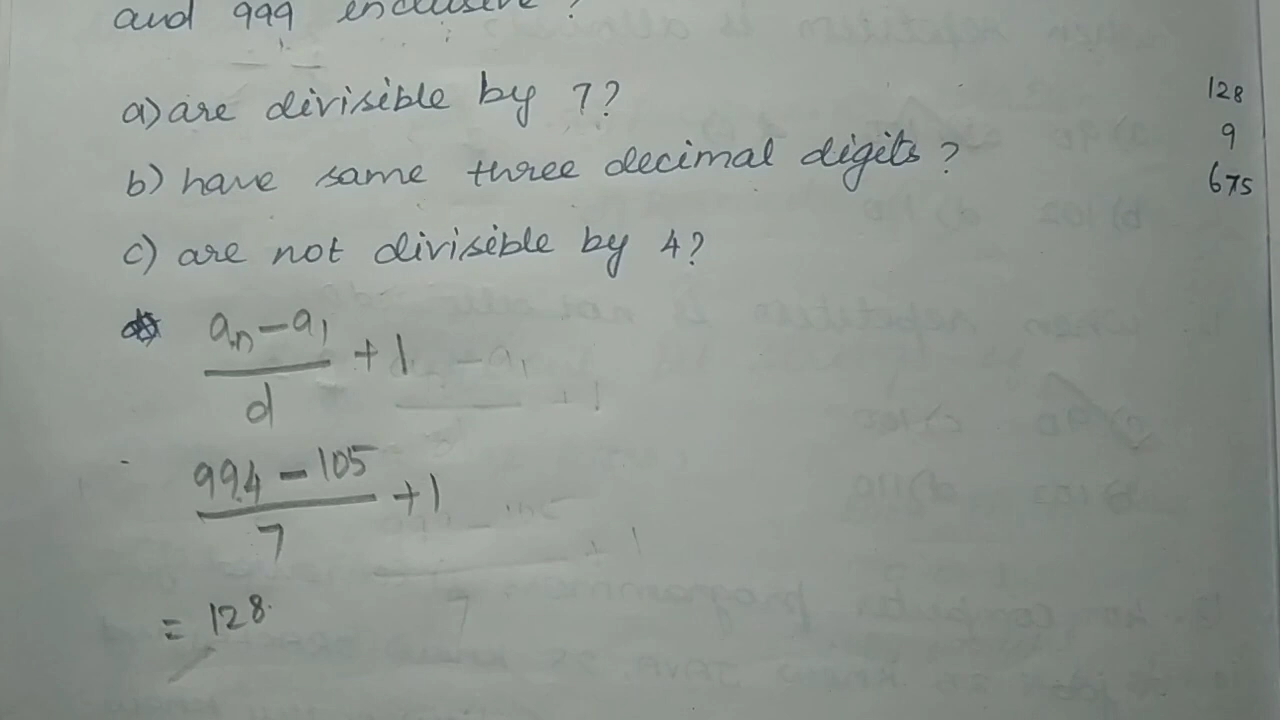 and 999 inclusive?
a) are divisible by 7? 128
b) have same three decimal digits? 9
c) are not divisible by 4? 675
aₙ - a₁ / d + 1
994 - 105 / 7 + 1
= 128